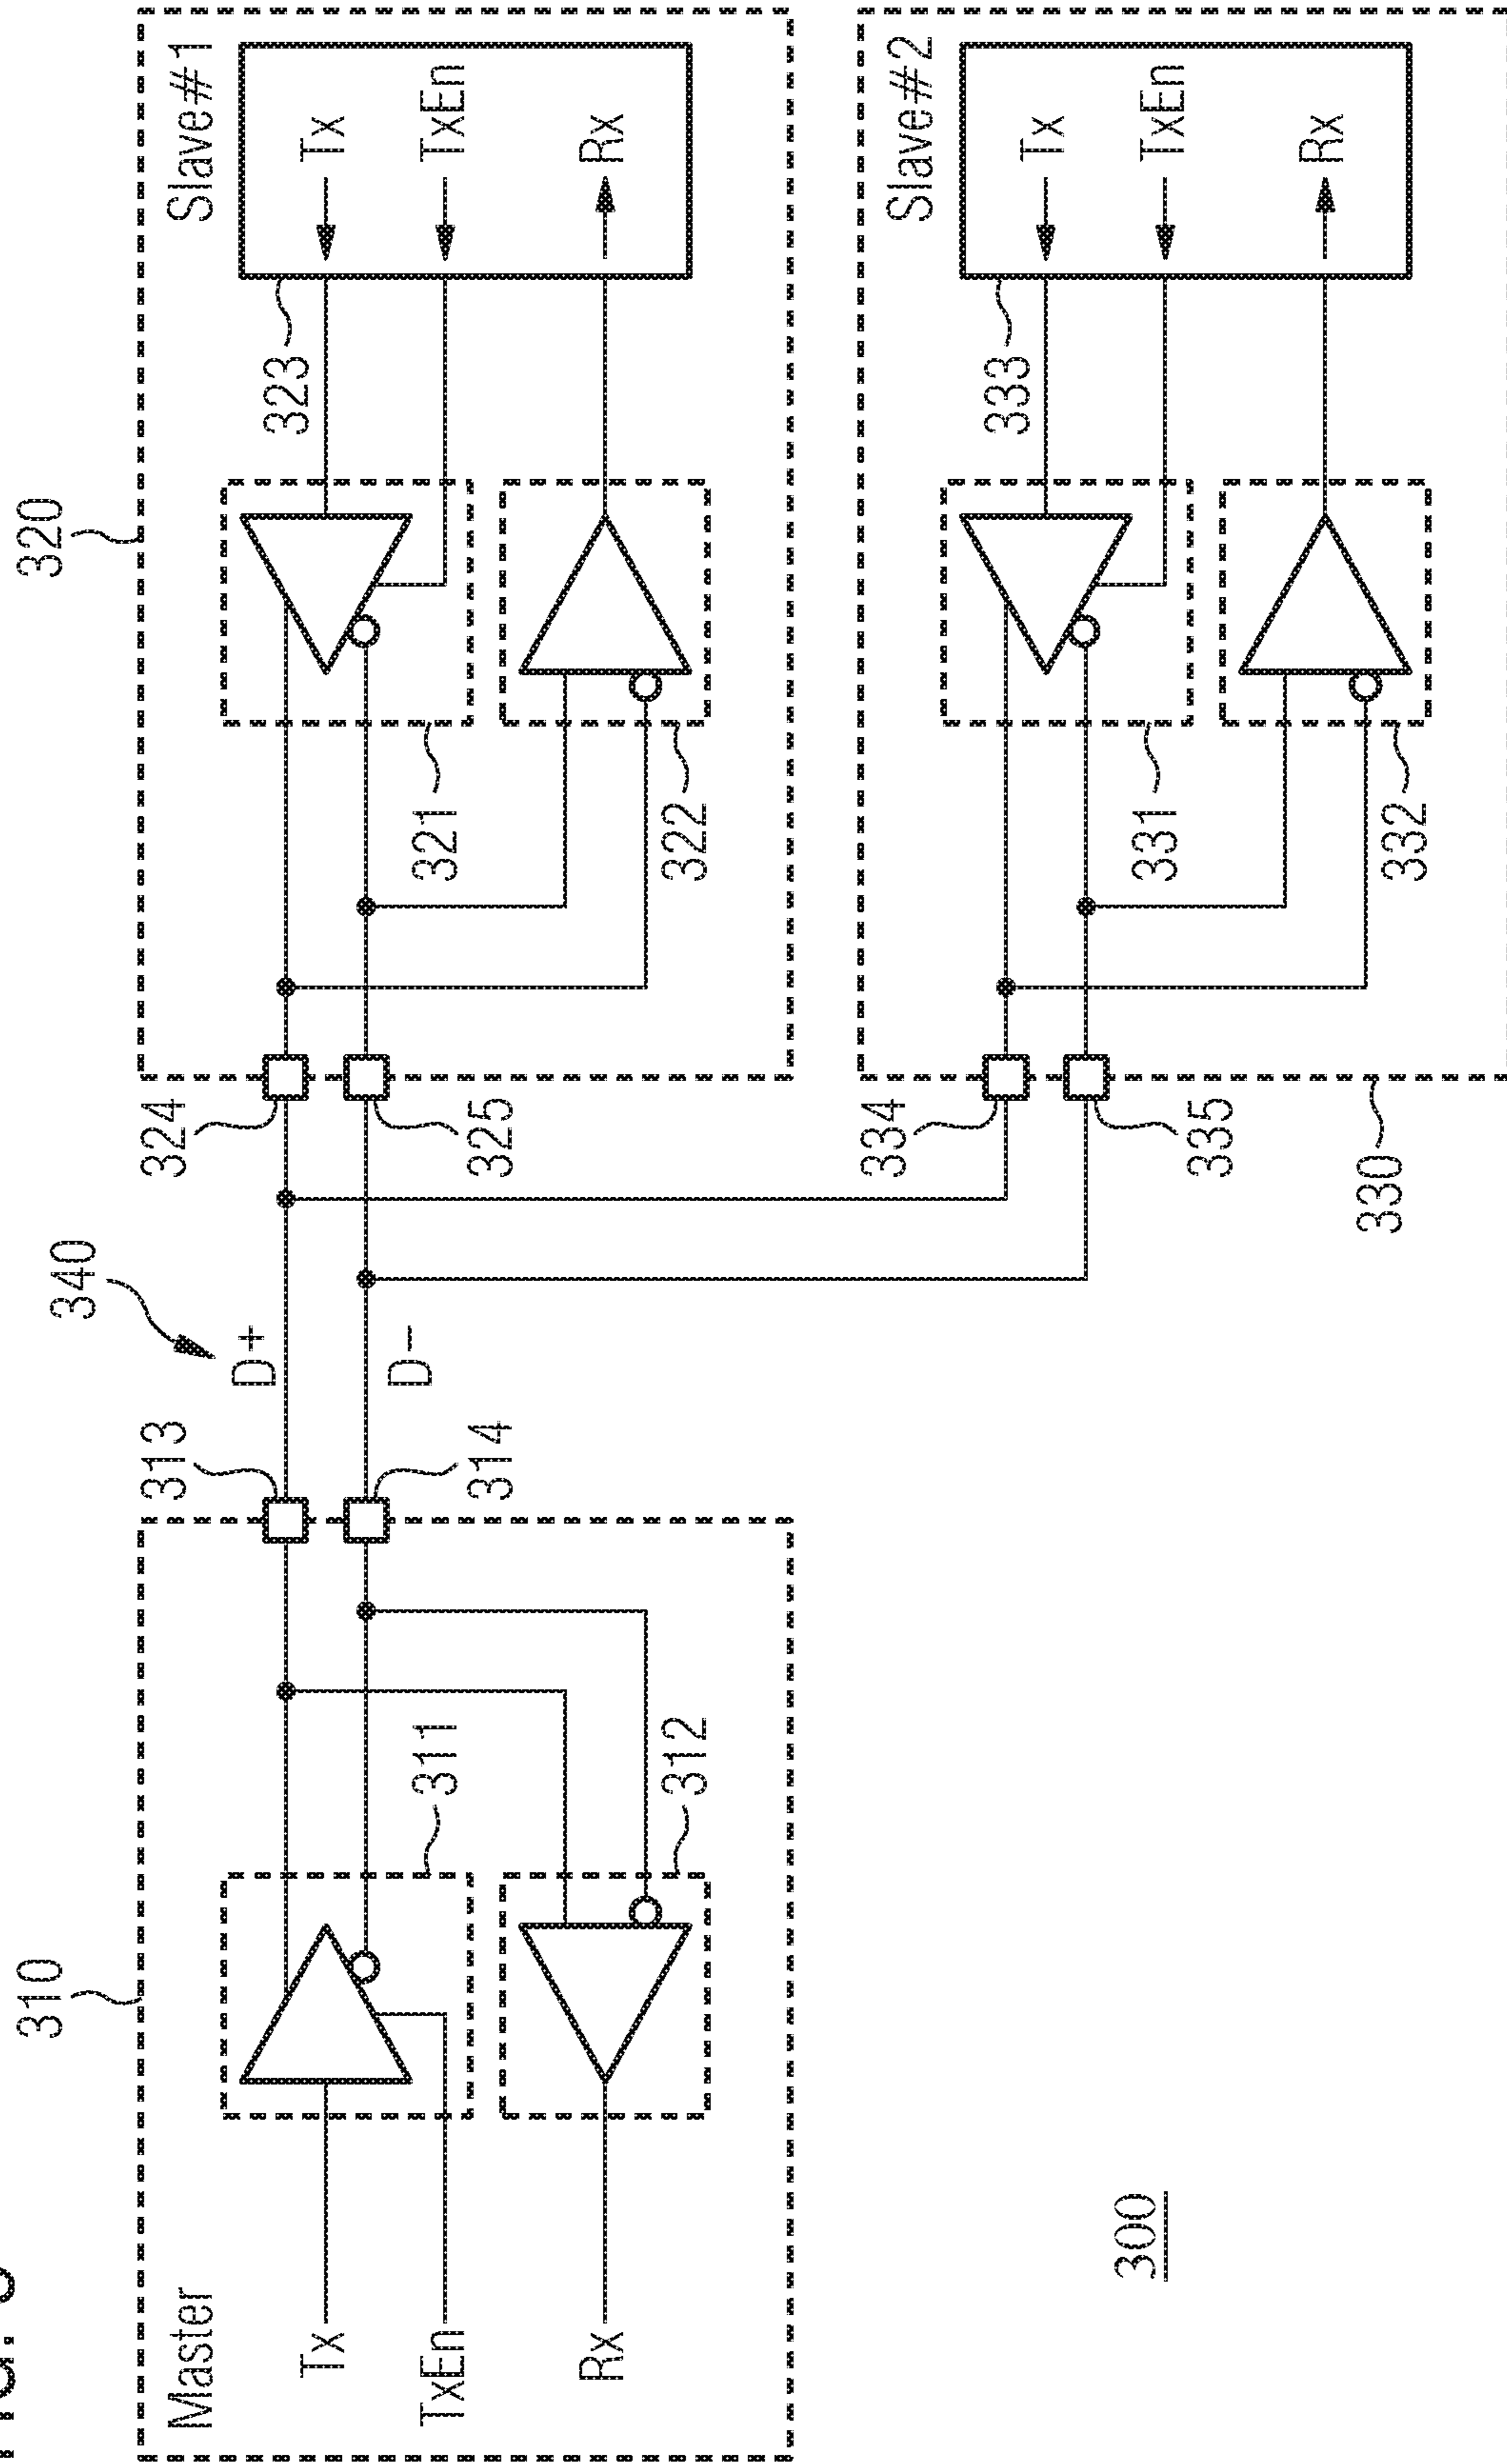 310
320
340
Master
Tx
TxEn
Rx
311
312
313
314
D+
D-
324
325
Slave#1
321
322
323
Tx
TxEn
Rx
334
335
330
Slave#2
331
332
333
Tx
TxEn
Rx
300